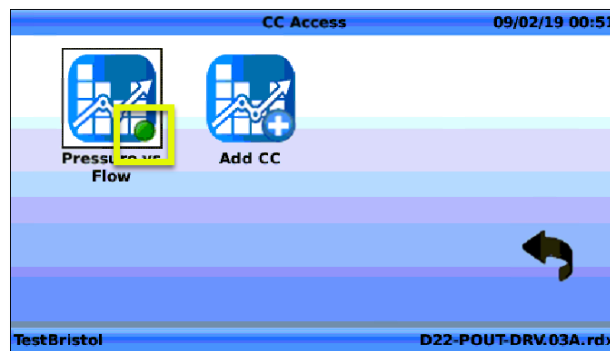 CC Access
09/02/19 00:51
Pressure vs
Flow
Add CC
TestBristol
D22-POUT-DRV.03A.rdx